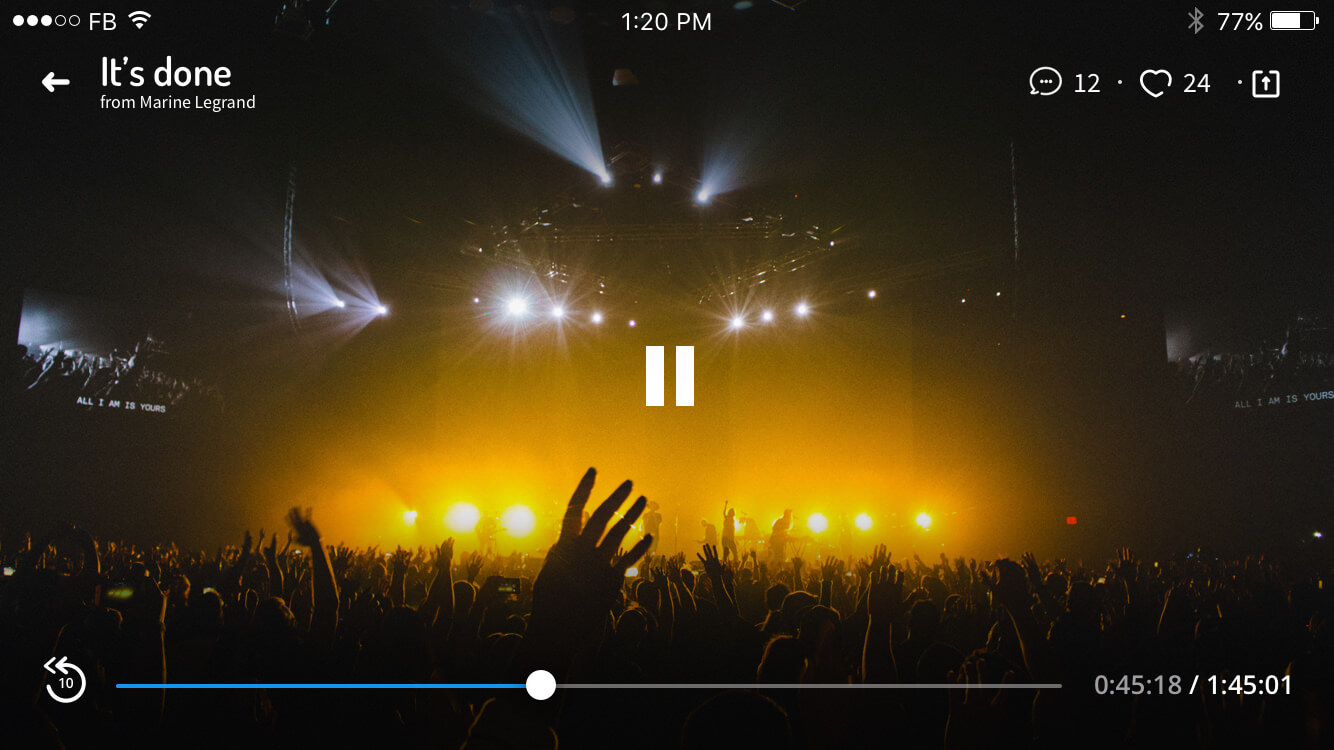 FB 1:20 PM 77%
It's done
from Marine Legrand
12 · 24 ·
ALL I AM IS YOURS
ALL I AM IS YOURS
10 0:45:18 / 1:45:01